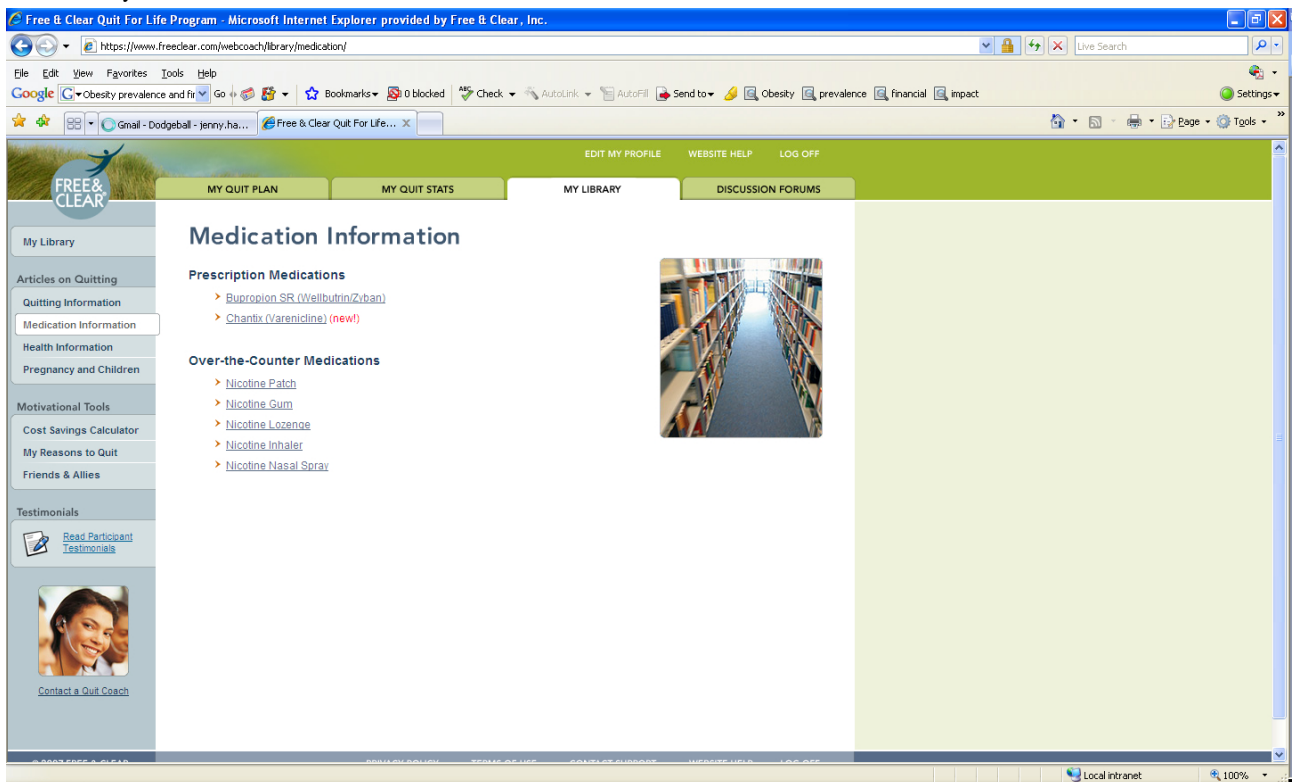 Free & Clear Quit For Life Program - Microsoft Internet Explorer provided by Free & Clear, Inc.
https://www.freeclear.com/webcoach/library/medication/ Live Search
File Edit View Favorites Tools Help
Google Obesity prevalence and fir Go Bookmarks 0 blocked Check AutoLink AutoFill Send to Obesity prevalence financial impact Settings
Gmail - Dodgeball - jenny.ha... Free & Clear Quit For Life... Page Tools
EDIT MY PROFILE WEBSITE HELP LOG OFF
FREE & CLEAR
MY QUIT PLAN MY QUIT STATS MY LIBRARY DISCUSSION FORUMS
My Library
Articles on Quitting
Quitting Information
Medication Information
Health Information
Pregnancy and Children
Motivational Tools
Cost Savings Calculator
My Reasons to Quit
Friends & Allies
Testimonials
Read Participant
Testimonials
Contact a Quit Coach
Medication Information
Prescription Medications
Bupropion SR (Wellbutrin/Zyban)
Chantix (Varenicline) (new!)
Over-the-Counter Medications
Nicotine Patch
Nicotine Gum
Nicotine Lozenge
Nicotine Inhaler
Nicotine Nasal Spray
Local intranet 100%